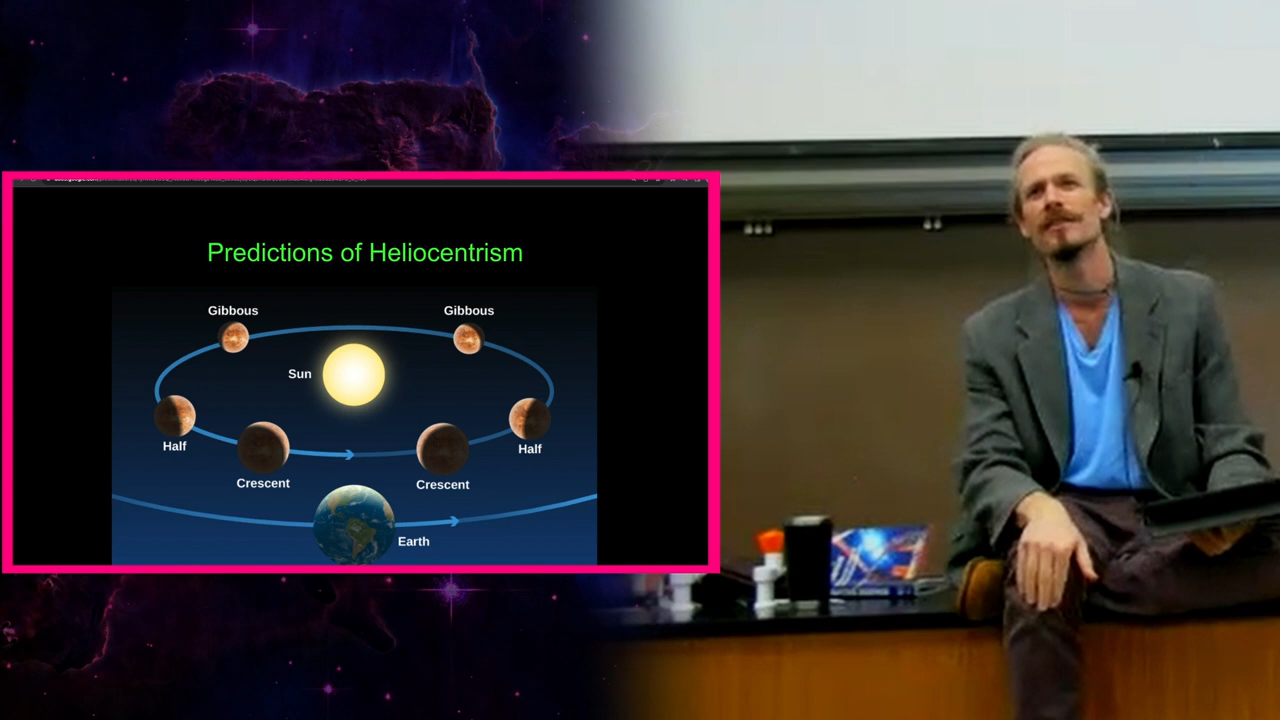 Predictions of Heliocentrism
Gibbous
Gibbous
Sun
Half
Half
Crescent
Crescent
Earth